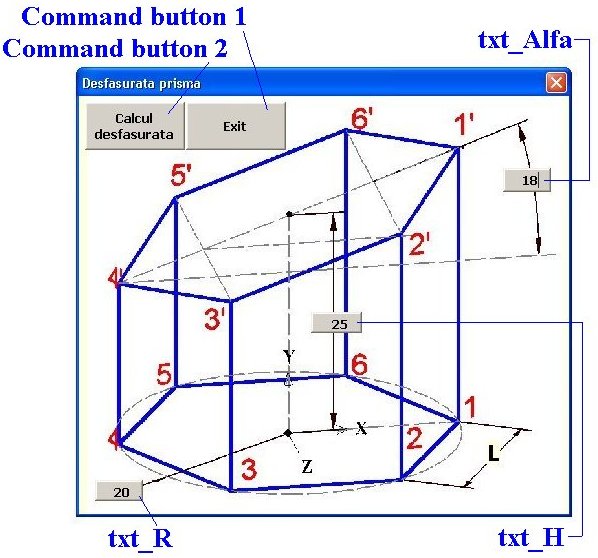 Command button 1
Command button 2
txt_Alfa
Desfasurata prisma
Calcul
desfasurata
Exit
6'
1'
18
5'
2'
4'
3'
25
Y
5
6
X
1
4
3
2
Z
L
20
txt_R
txt_H